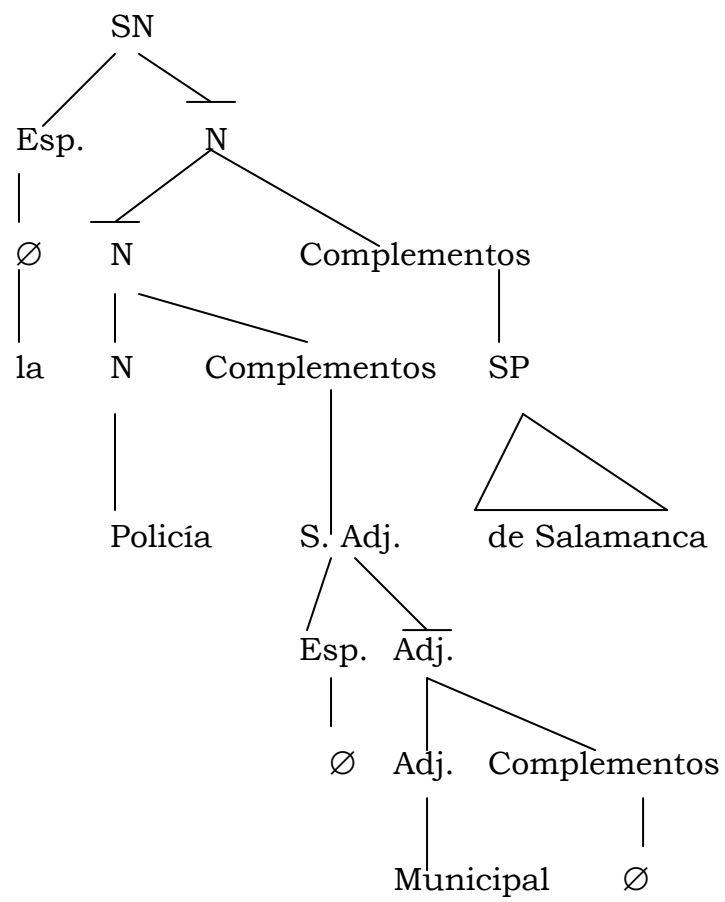 SN
Esp. N
∅ N Complementos
la N Complementos SP
Policía S. Adj. de Salamanca
Esp. Adj.
∅ Adj. Complementos
Municipal ∅